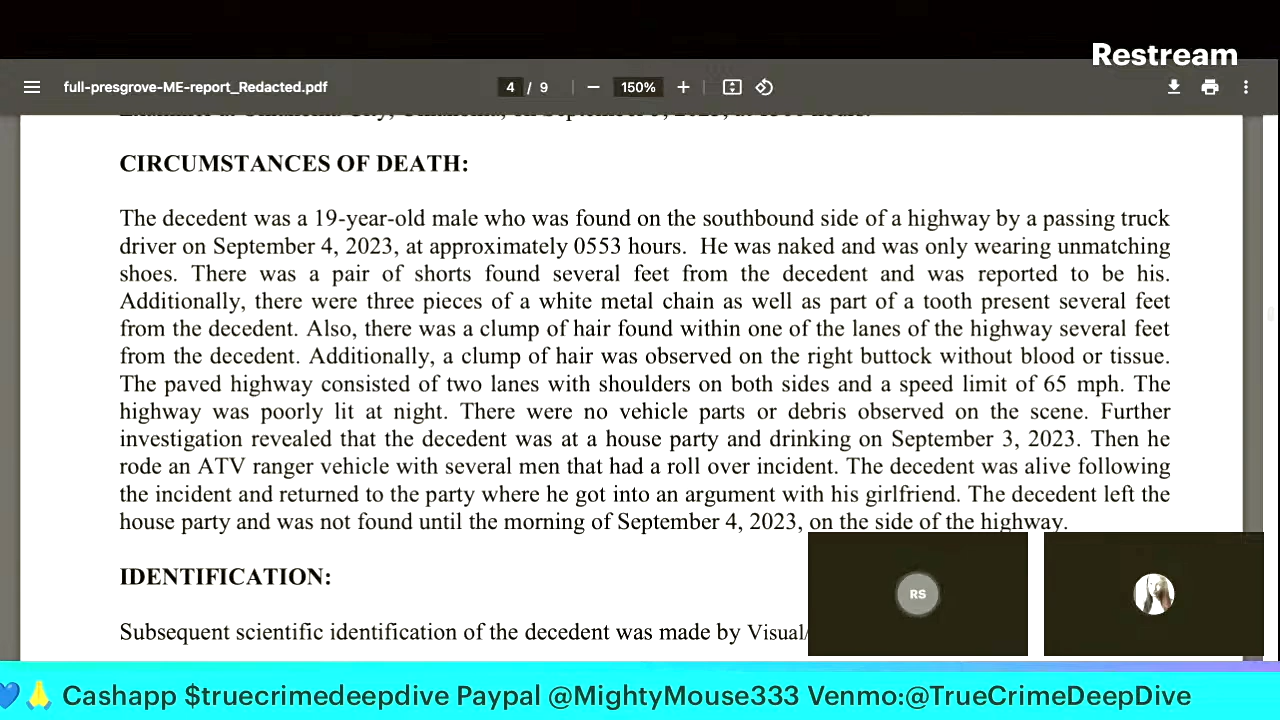 Restream
full-presgrove-ME-report_Redacted.pdf 4 / 9 150%
CIRCUMSTANCES OF DEATH:
The decedent was a 19-year-old male who was found on the southbound side of a highway by a passing truck
driver on September 4, 2023, at approximately 0553 hours. He was naked and was only wearing unmatching
shoes. There was a pair of shorts found several feet from the decedent and was reported to be his.
Additionally, there were three pieces of a white metal chain as well as part of a tooth present several feet
from the decedent. Also, there was a clump of hair found within one of the lanes of the highway several feet
from the decedent. Additionally, a clump of hair was observed on the right buttock without blood or tissue.
The paved highway consisted of two lanes with shoulders on both sides and a speed limit of 65 mph. The
highway was poorly lit at night. There were no vehicle parts or debris observed on the scene. Further
investigation revealed that the decedent was at a house party and drinking on September 3, 2023. Then he
rode an ATV ranger vehicle with several men that had a roll over incident. The decedent was alive following
the incident and returned to the party where he got into an argument with his girlfriend. The decedent left the
house party and was not found until the morning of September 4, 2023, on the side of the highway.
IDENTIFICATION:
Subsequent scientific identification of the decedent was made by Visual/
RS
💙🙏 Cashapp $truecrimedeepdive Paypal @MightyMouse333 Venmo:@TrueCrimeDeepDive